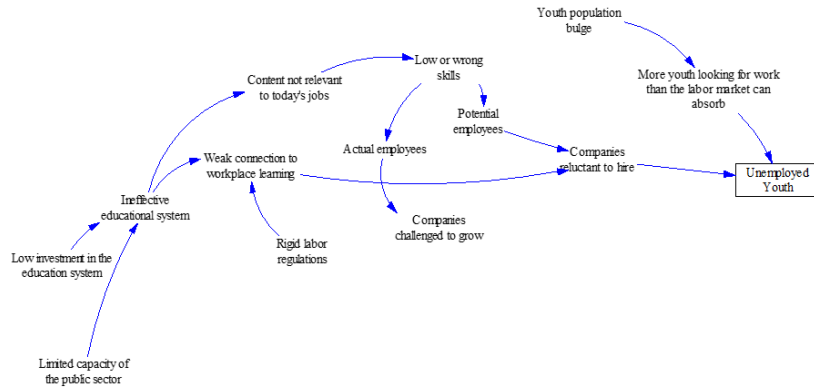 Youth population
bulge
Low or wrong
skills
Content not relevant
to today's jobs
More youth looking for work
than the labor market can
absorb
Potential
employees
Actual employees
Weak connection to
workplace learning
Companies
reluctant to hire
Unemployed
Youth
Ineffective
educational system
Companies
challenged to grow
Rigid labor
regulations
Low investment in the
education system
Limited capacity of
the public sector